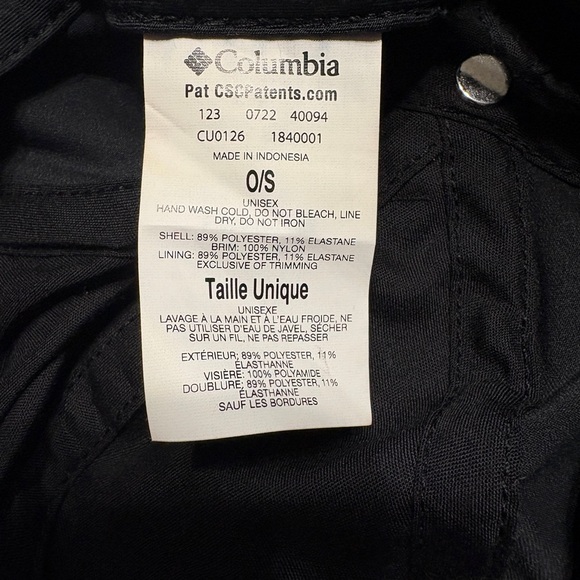 Columbia
Pat CSCPatents.com
123 0722 40094
CU0126 1840001
MADE IN INDONESIA
O/S
UNISEX
HAND WASH COLD, DO NOT BLEACH, LINE
DRY, DO NOT IRON
SHELL: 89% POLYESTER, 11% ELASTANE
BRIM: 100% NYLON
LINING: 89% POLYESTER, 11% ELASTANE
EXCLUSIVE OF TRIMMING
Taille Unique
UNISEXE
LAVAGE À LA MAIN ET À L'EAU FROIDE, NE
PAS UTILISER D'EAU DE JAVEL, SÉCHER
SUR UN FIL, NE PAS REPASSER
EXTÉRIEUR; 89% POLYESTER, 11%
ÉLASTHANNE
VISIÈRE: 100% POLYAMIDE
DOUBLURE; 89% POLYESTER, 11%
ÉLASTHANNE
SAUF LES BORDURES